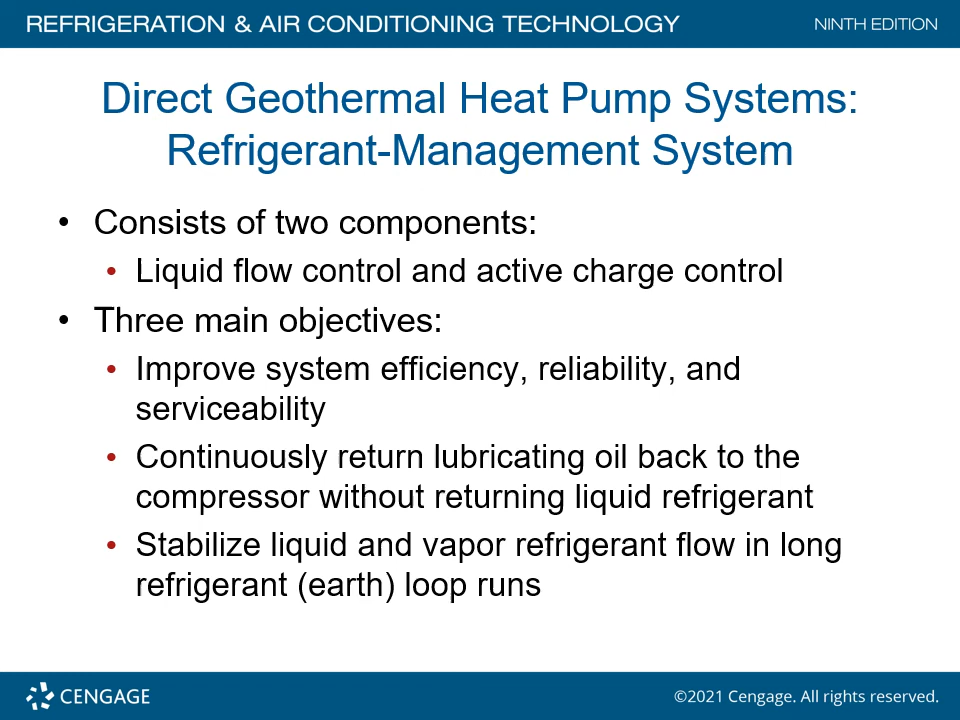 REFRIGERATION & AIR CONDITIONING TECHNOLOGY
NINTH EDITION
Direct Geothermal Heat Pump Systems:
Refrigerant-Management System
• Consists of two components:
• Liquid flow control and active charge control
• Three main objectives:
• Improve system efficiency, reliability, and
serviceability
• Continuously return lubricating oil back to the
compressor without returning liquid refrigerant
• Stabilize liquid and vapor refrigerant flow in long
refrigerant (earth) loop runs
CENGAGE
©2021 Cengage. All rights reserved.